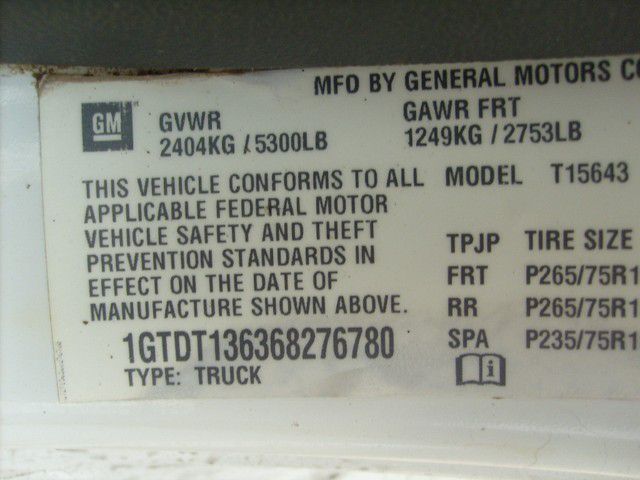 MFD BY GENERAL MOTORS CO
GM
GVWR
2404KG / 5300LB
GAWR FRT
1249KG / 2753LB
THIS VEHICLE CONFORMS TO ALL
APPLICABLE FEDERAL MOTOR
VEHICLE SAFETY AND THEFT
PREVENTION STANDARDS IN
EFFECT ON THE DATE OF
MANUFACTURE SHOWN ABOVE.
1GTDT136368276780
TYPE: TRUCK
MODEL T15643
TPJP TIRE SIZE
FRT P265/75R1
RR P265/75R1
SPA P235/75R1